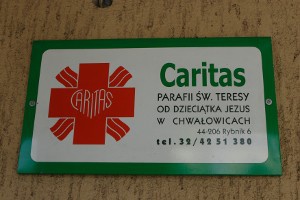 CARITAS
Caritas
PARAFII ŚW. TERESY
OD DZIECIĄTKA JEZUS
W CHWAŁOWICACH
44-206 Rybnik 6
tel. 32/42 51 380